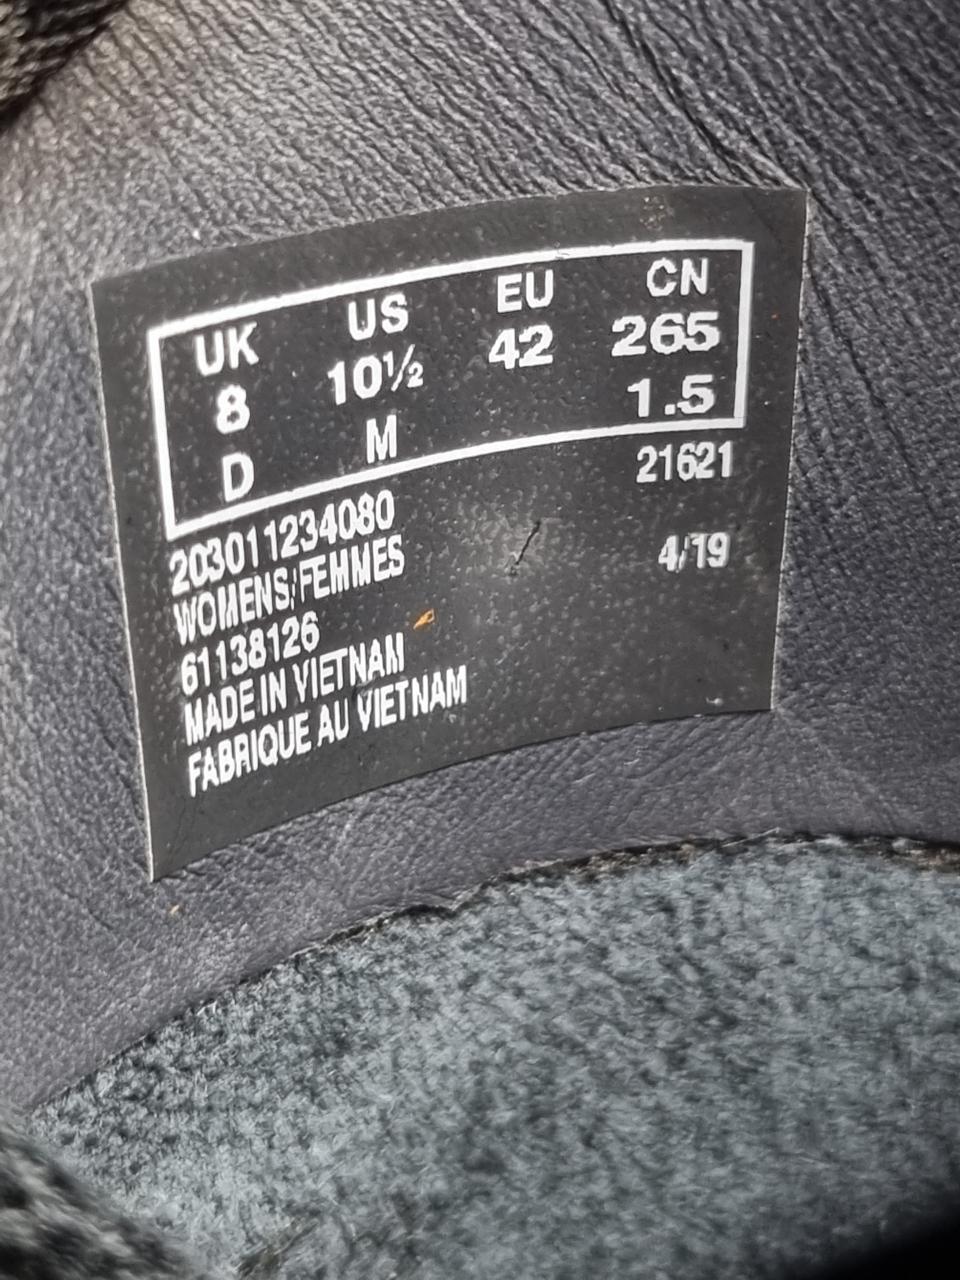 UK US EU CN
8 10½ 42 265
D M 1.5
203011234080 21621
WOMENS/FEMMES 4/19
61138126
MADE IN VIETNAM
FABRIQUE AU VIETNAM